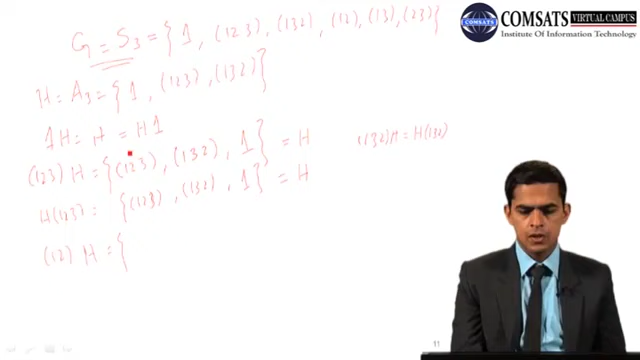 COMSATS VIRTUAL CAMPUS
Institute Of Information Technology
G = S₃ = {1, (123), (132), (12), (13), (23)}
H = A₃ = {1, (123), (132)}
1H = H = H1
(123) H = {(123), (132), 1} = H
(132)H = H(132)
H(123) = {(123), (132), 1} = H
(12) H = {
11